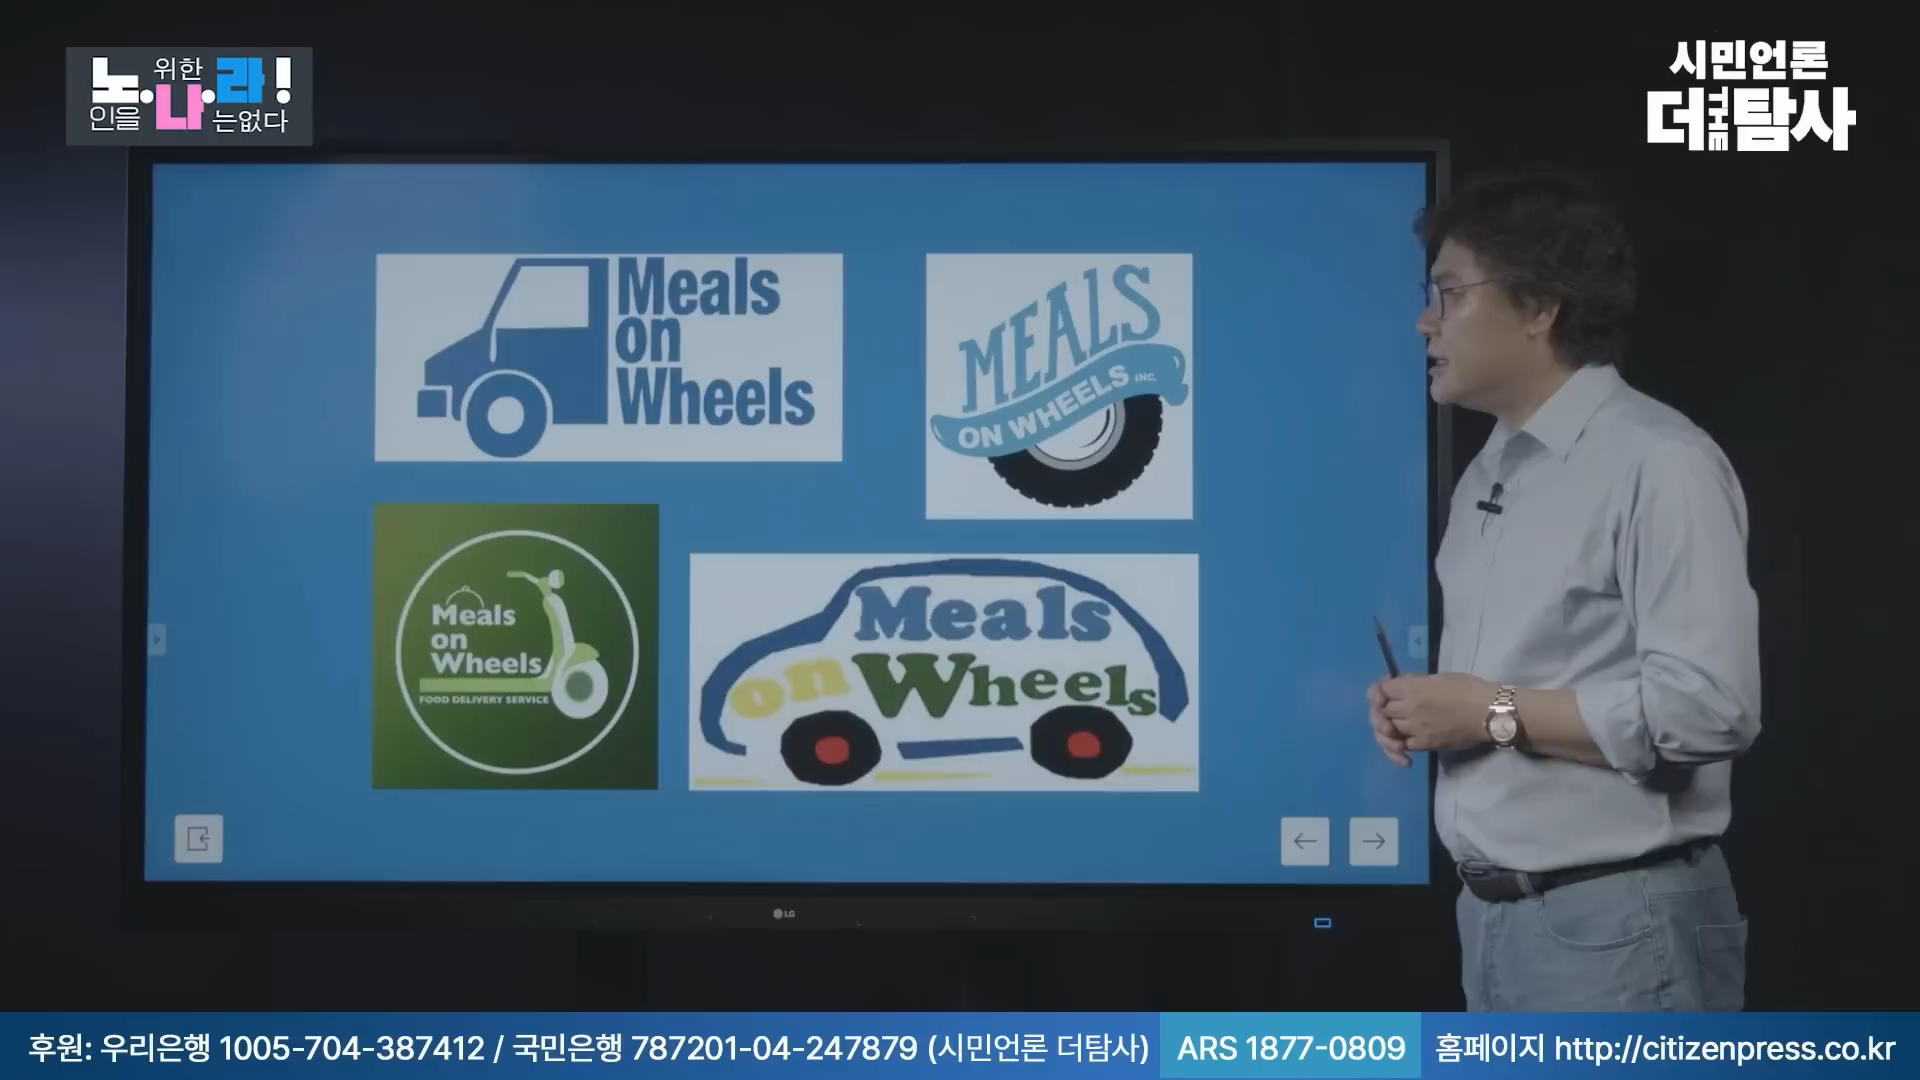 노.나.라!
위한
인을
는없다
시민언론
더탐사
Meals
on
Wheels
MEALS
ON WHEELS INC.
Meals
on
Wheels
FOOD DELIVERY SERVICE
Meals
on Wheels
LG
후원: 우리은행 1005-704-387412 / 국민은행 787201-04-247879 (시민언론 더탐사) ARS 1877-0809 홈페이지 http://citizenpress.co.kr